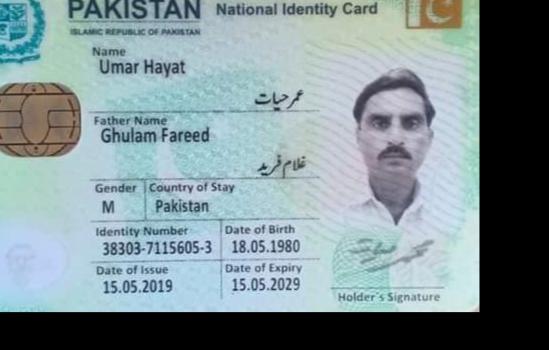 PAKISTAN National Identity Card
ISLAMIC REPUBLIC OF PAKISTAN
Name
Umar Hayat
عمر حیات
Father Name
Ghulam Fareed
غلام فرید
Gender Country of Stay
M Pakistan
Identity Number Date of Birth
38303-7115605-3 18.05.1980
Date of Issue Date of Expiry
15.05.2019 15.05.2029
Holder's Signature